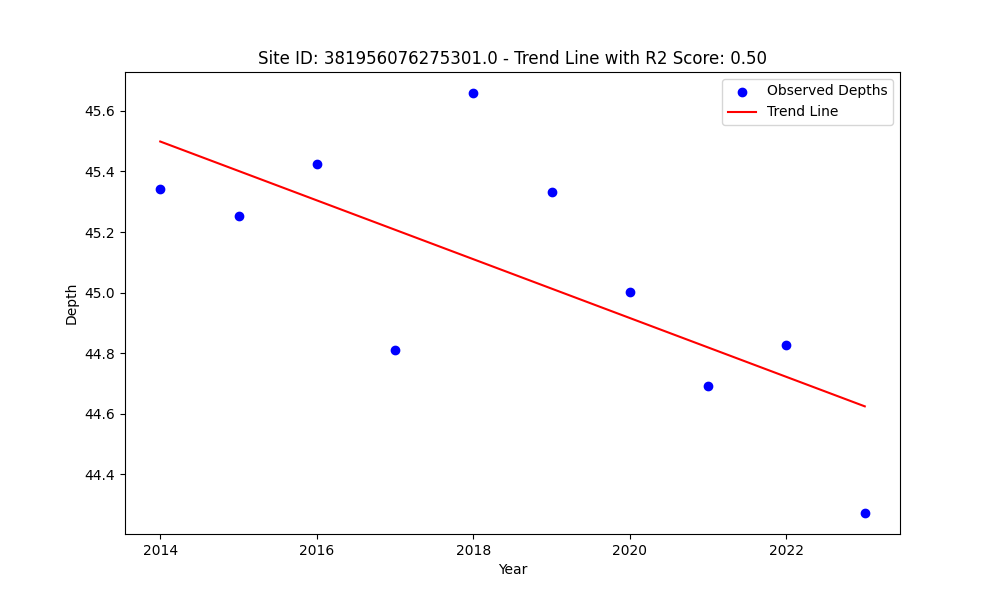 Site ID: 381956076275301.0 - Trend Line with R2 Score: 0.50
Observed Depths
Trend Line
45.6
45.4
45.2
45.0
44.8
44.6
44.4
Depth
2014
2016
2018
2020
2022
Year